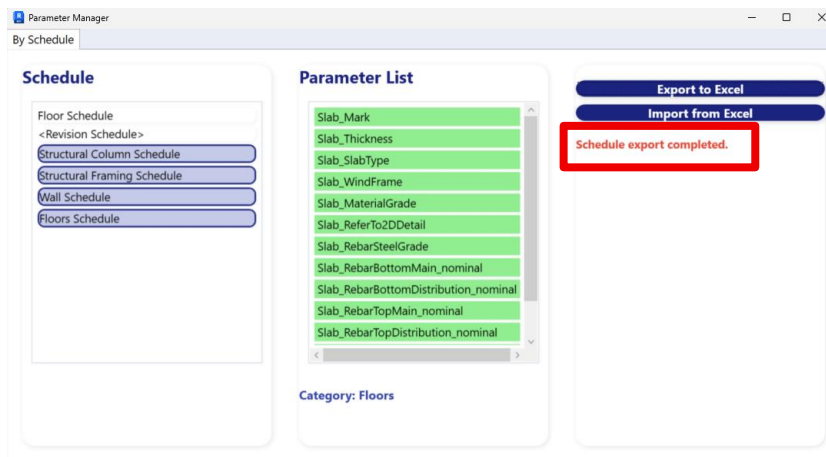 Parameter Manager
By Schedule
Schedule
Floor Schedule
<Revision Schedule>
Structural Column Schedule
Structural Framing Schedule
Wall Schedule
Floors Schedule
Parameter List
Slab_Mark
Slab_Thickness
Slab_SlabType
Slab_WindFrame
Slab_MaterialGrade
Slab_ReferTo2DDetail
Slab_RebarSteelGrade
Slab_RebarBottomMain_nominal
Slab_RebarBottomDistribution_nominal
Slab_RebarTopMain_nominal
Slab_RebarTopDistribution_nominal
Category: Floors
Export to Excel
Import from Excel
Schedule export completed.